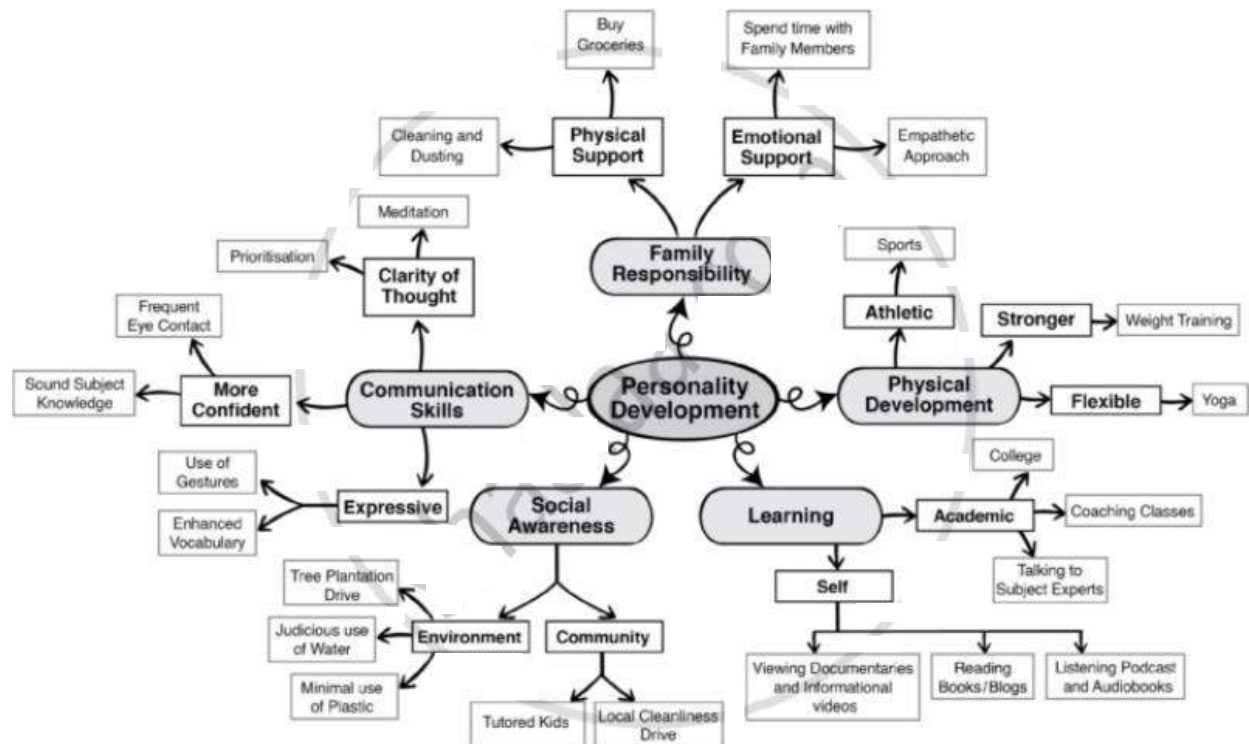 Buy
Groceries
Spend time with
Family Members
Cleaning and
Dusting
Physical
Support
Emotional
Support
Empathetic
Approach
Meditation
Prioritisation
Clarity of
Thought
Family
Responsibility
Sports
Athletic
Stronger
Weight Training
Frequent
Eye Contact
Sound Subject
Knowledge
More
Confident
Communication
Skills
Personality
Development
Physical
Development
Flexible
Yoga
Use of
Gestures
Enhanced
Vocabulary
Expressive
Social
Awareness
Learning
Academic
College
Coaching Classes
Talking to
Subject Experts
Self
Tree Plantation
Drive
Judicious use
of Water
Minimal use
of Plastic
Environment
Community
Tutored Kids
Local Cleanliness
Drive
Viewing Documentaries
and Informational
videos
Reading
Books/Blogs
Listening Podcast
and Audiobooks